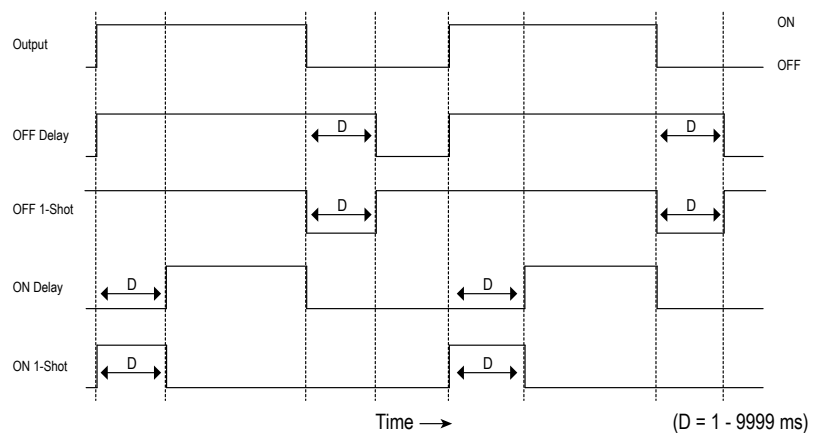 Output
ON
OFF
OFF Delay
D
D
OFF 1-Shot
D
D
ON Delay
D
D
ON 1-Shot
D
D
Time
(D = 1 - 9999 ms)